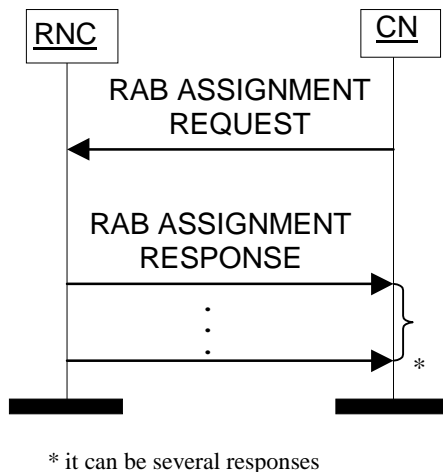 RNC
CN
RAB ASSIGNMENT
REQUEST
RAB ASSIGNMENT
RESPONSE
*
* it can be several responses